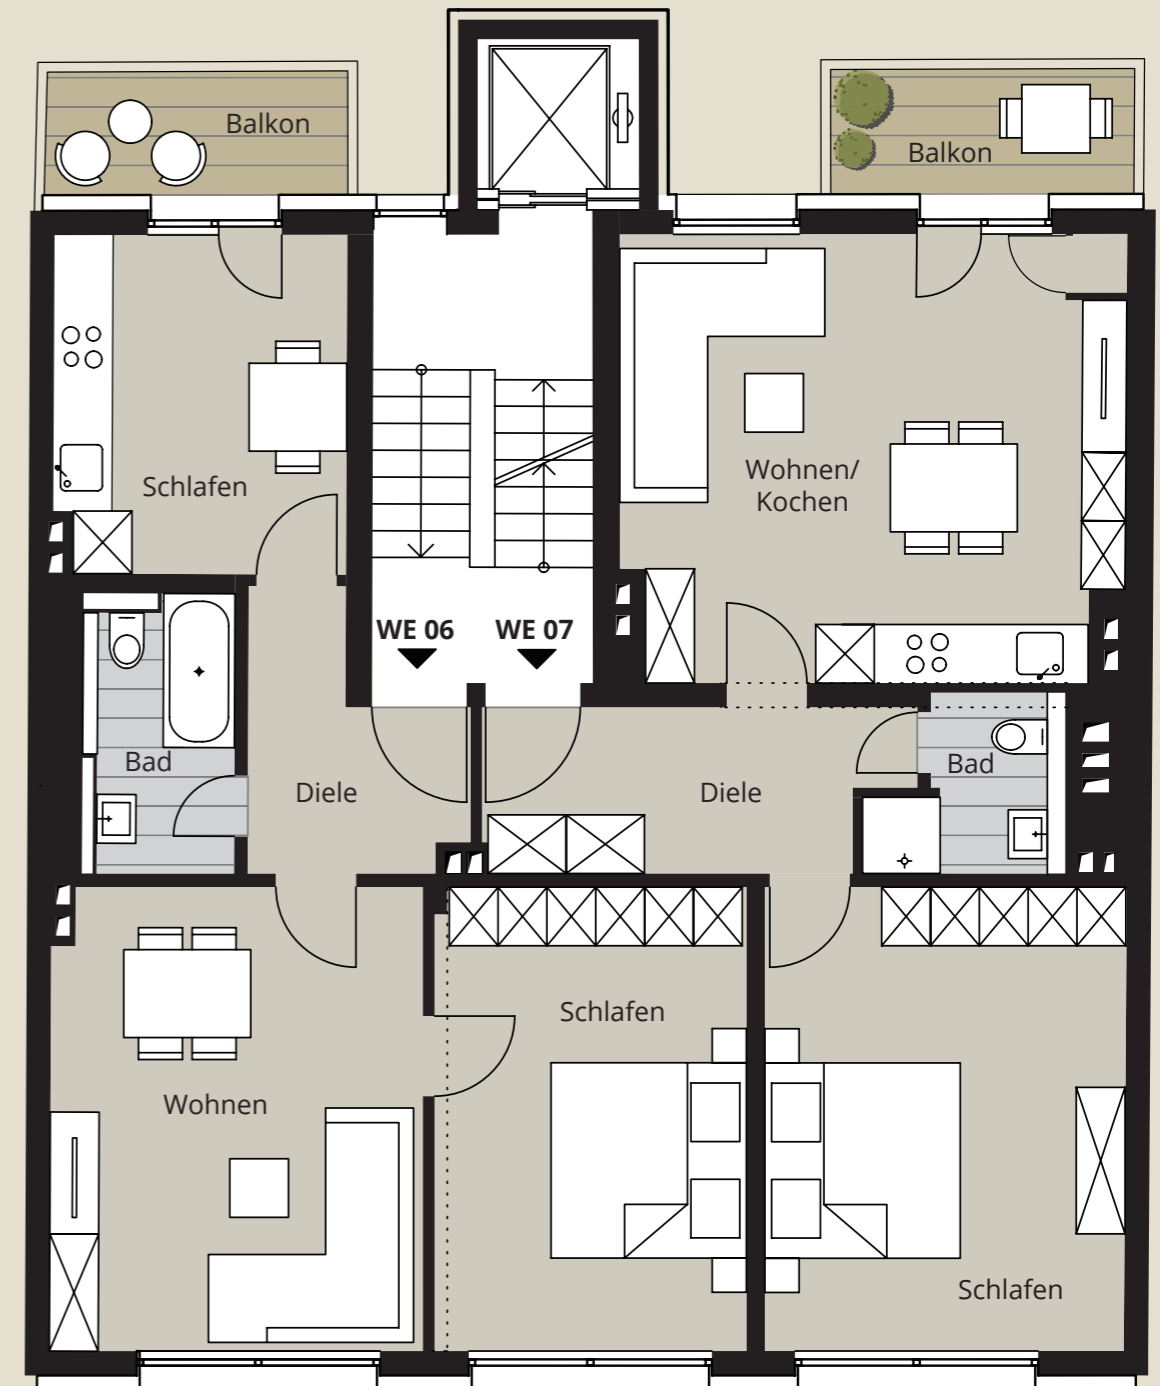 Balkon
Balkon
Schlafen
Wohnen/
Kochen
WE 06
WE 07
Bad
Diele
Diele
Bad
Schlafen
Wohnen
Schlafen